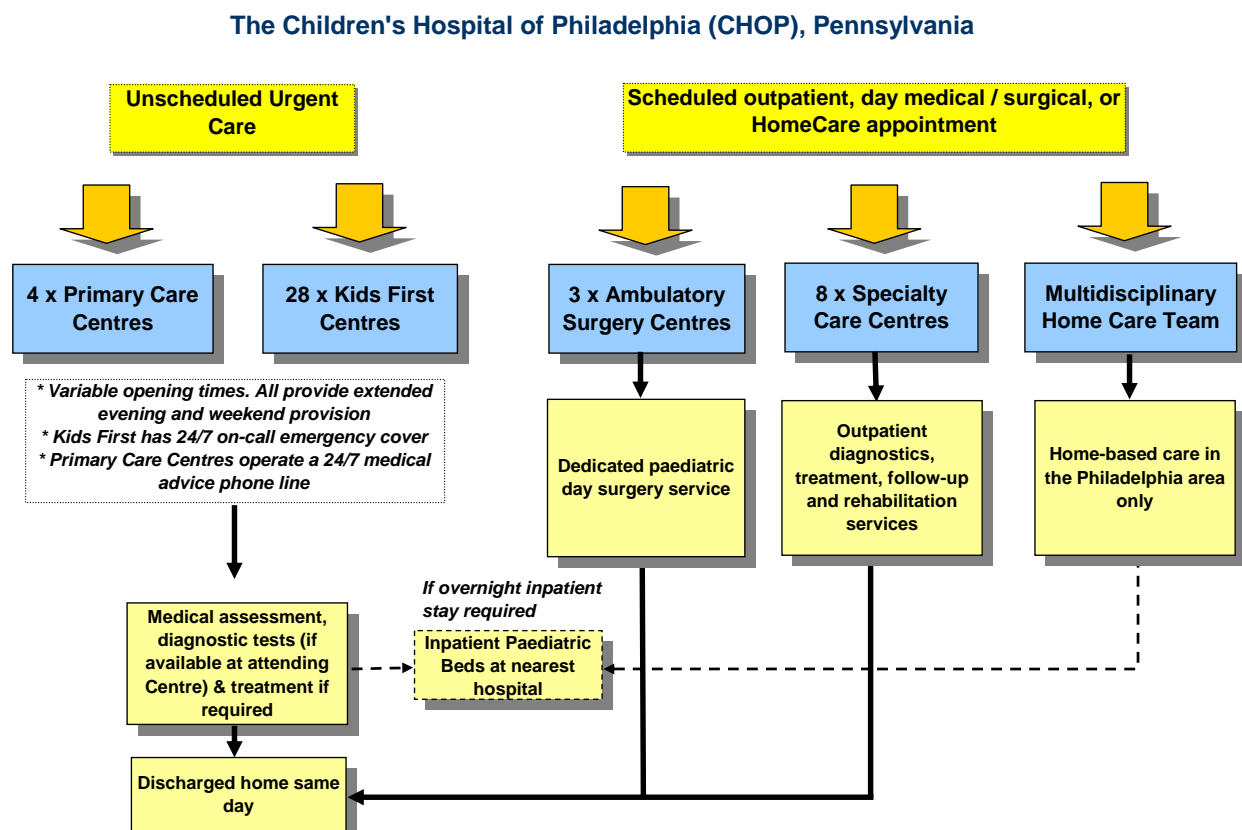 The Children's Hospital of Philadelphia (CHOP), Pennsylvania
Unscheduled Urgent
Care
Scheduled outpatient, day medical / surgical, or
HomeCare appointment
4 x Primary Care
Centres
28 x Kids First
Centres
3 x Ambulatory
Surgery Centres
8 x Specialty
Care Centres
Multidisciplinary
Home Care Team
* Variable opening times. All provide extended
evening and weekend provision
* Kids First has 24/7 on-call emergency cover
* Primary Care Centres operate a 24/7 medical
advice phone line
Dedicated paediatric
day surgery service
Outpatient
diagnostics,
treatment, follow-up
and rehabilitation
services
Home-based care in
the Philadelphia area
only
If overnight inpatient
stay required
Medical assessment,
diagnostic tests (if
available at attending
Centre) & treatment if
required
Inpatient Paediatric
Beds at nearest
hospital
Discharged home same
day